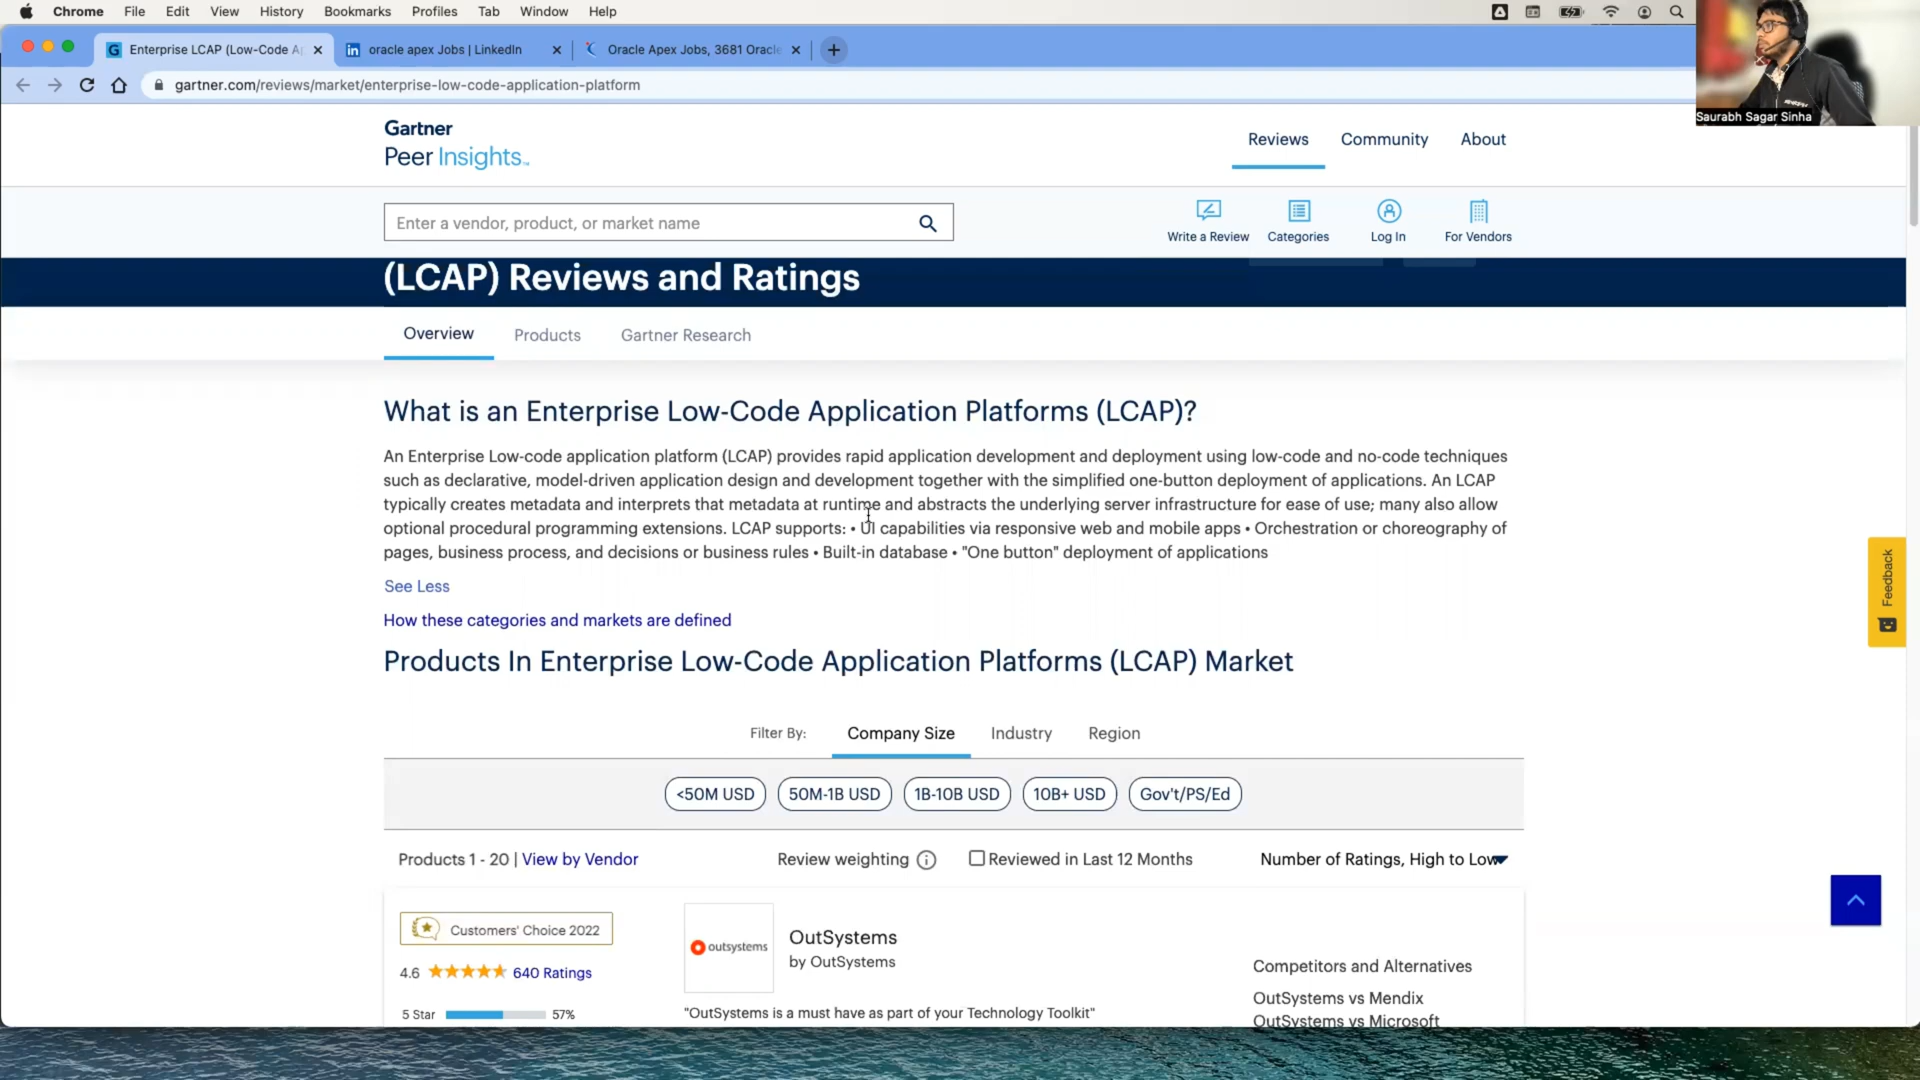 Chrome File Edit View History Bookmarks Profiles Tab Window Help
G Enterprise LCAP (Low-Code Ap
in oracle apex Jobs | LinkedIn
Oracle Apex Jobs, 3681 Oracle
gartner.com/reviews/market/enterprise-low-code-application-platform
Saurabh Sagar Sinha
Gartner
Peer Insights
Reviews Community About
Enter a vendor, product, or market name
Write a Review Categories Log In For Vendors
(LCAP) Reviews and Ratings
Overview Products Gartner Research
What is an Enterprise Low-Code Application Platforms (LCAP)?
An Enterprise Low-code application platform (LCAP) provides rapid application development and deployment using low-code and no-code techniques
such as declarative, model-driven application design and development together with the simplified one-button deployment of applications. An LCAP
typically creates metadata and interprets that metadata at runtime and abstracts the underlying server infrastructure for ease of use; many also allow
optional procedural programming extensions. LCAP supports: • UI capabilities via responsive web and mobile apps • Orchestration or choreography of
pages, business process, and decisions or business rules • Built-in database • "One button" deployment of applications
See Less
How these categories and markets are defined
Products In Enterprise Low-Code Application Platforms (LCAP) Market
Filter By: Company Size Industry Region
<50M USD 50M-1B USD 1B-10B USD 10B+ USD Gov't/PS/Ed
Products 1 - 20 | View by Vendor Review weighting Reviewed in Last 12 Months Number of Ratings, High to Low
Customers' Choice 2022
4.6 640 Ratings
5 Star 57%
outsystems
OutSystems
by OutSystems
"OutSystems is a must have as part of your Technology Toolkit"
Competitors and Alternatives
OutSystems vs Mendix
OutSystems vs Microsoft
Feedback